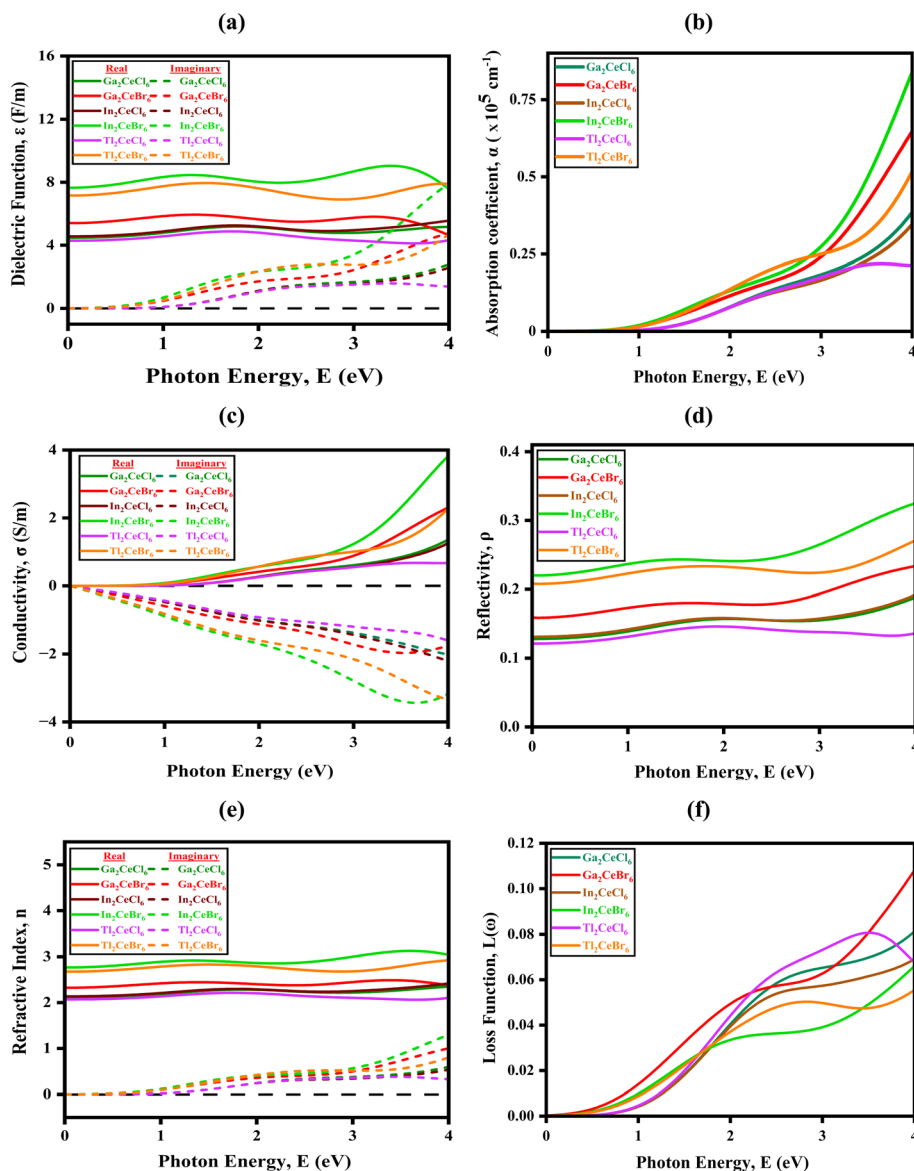 (a)
Dielectric Function, ε (F/m)
16
12
8
4
0
Real Imaginary
Ga₂CeCl₆ Ga₂CeCl₆
Ga₂CeBr₆ Ga₂CeBr₆
In₂CeCl₆ In₂CeCl₆
In₂CeBr₆ In₂CeBr₆
Tl₂CeCl₆ Tl₂CeCl₆
Tl₂CeBr₆ Tl₂CeBr₆
0 1 2 3 4
Photon Energy, E (eV)
(b)
Absorption coefficient, α ( x10⁵ cm⁻¹)
0.75
0.5
0.25
0
Ga₂CeCl₆
Ga₂CeBr₆
In₂CeCl₆
In₂CeBr₆
Tl₂CeCl₆
Tl₂CeBr₆
0 1 2 3 4
Photon Energy, E (eV)
(c)
Conductivity, σ (S/m)
4
2
0
−2
−4
Real Imaginary
Ga₂CeCl₆ Ga₂CeCl₆
Ga₂CeBr₆ Ga₂CeBr₆
In₂CeCl₆ In₂CeCl₆
In₂CeBr₆ In₂CeBr₆
Tl₂CeCl₆ Tl₂CeCl₆
Tl₂CeBr₆ Tl₂CeBr₆
0 1 2 3 4
Photon Energy (eV)
(d)
Reflectivity, ρ
0.4
0.3
0.2
0.1
0.0
Ga₂CeCl₆
Ga₂CeBr₆
In₂CeCl₆
In₂CeBr₆
Tl₂CeCl₆
Tl₂CeBr₆
0 1 2 3 4
Photon Energy, E (eV)
(e)
Refractive Index, n
5
4
3
2
1
0
Real Imaginary
Ga₂CeCl₆ Ga₂CeCl₆
Ga₂CeBr₆ Ga₂CeBr₆
In₂CeCl₆ In₂CeCl₆
In₂CeBr₆ In₂CeBr₆
Tl₂CeCl₆ Tl₂CeCl₆
Tl₂CeBr₆ Tl₂CeBr₆
0 1 2 3 4
Photon Energy, E (eV)
(f)
Loss Function, L(ω)
0.12
0.10
0.08
0.06
0.04
0.02
0.00
Ga₂CeCl₆
Ga₂CeBr₆
In₂CeCl₆
In₂CeBr₆
Tl₂CeCl₆
Tl₂CeBr₆
0 1 2 3 4
Photon Energy, E (eV)